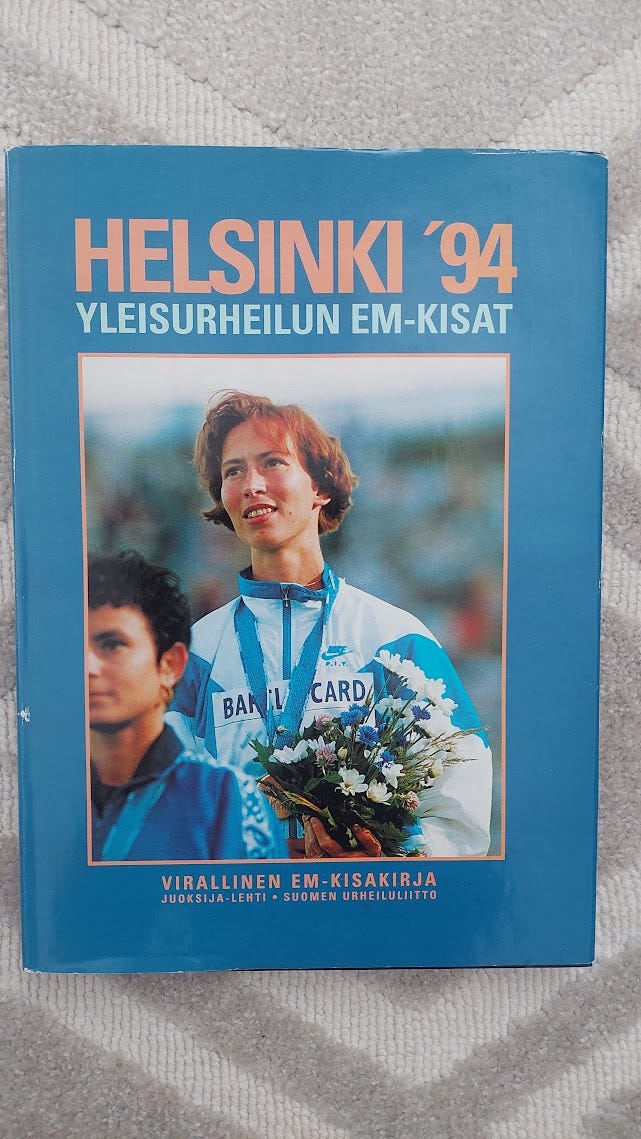 HELSINKI ´94
YLEISURHEILUN EM-KISAT
F.I.T.
BARCLAYCARD
VIRALLINEN EM-KISAKIRJA
JUOKSIJA-LEHTI • SUOMEN URHEILULIITTO